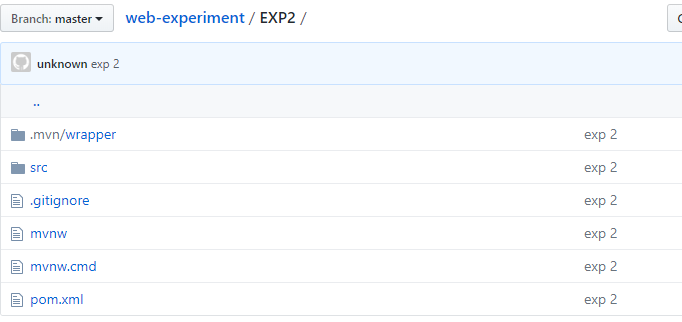 Branch: master web-experiment / EXP2 /
unknown exp 2
..
.mvn/wrapper exp 2
src exp 2
.gitignore exp 2
mvnw exp 2
mvnw.cmd exp 2
pom.xml exp 2